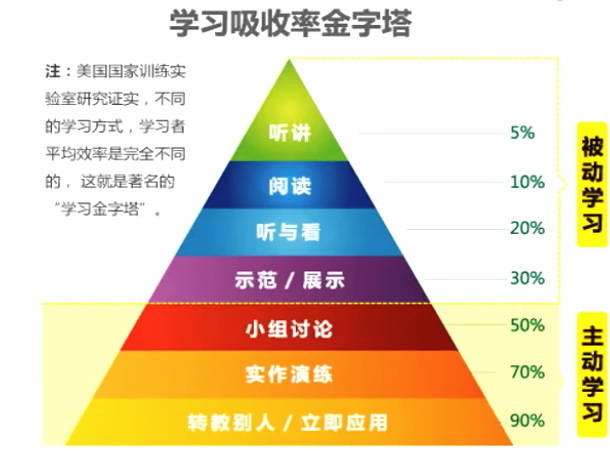 学习吸收率金字塔
注：美国国家训练实
验室研究证实，不同
的学习方式，学习者
平均效率是完全不同
的，这就是著名的
“学习金字塔”。
听讲 5%
阅读 10%
听与看 20%
示范 / 展示 30%
被动学习
小组讨论 50%
实作演练 70%
转教别人 / 立即应用 90%
主动学习